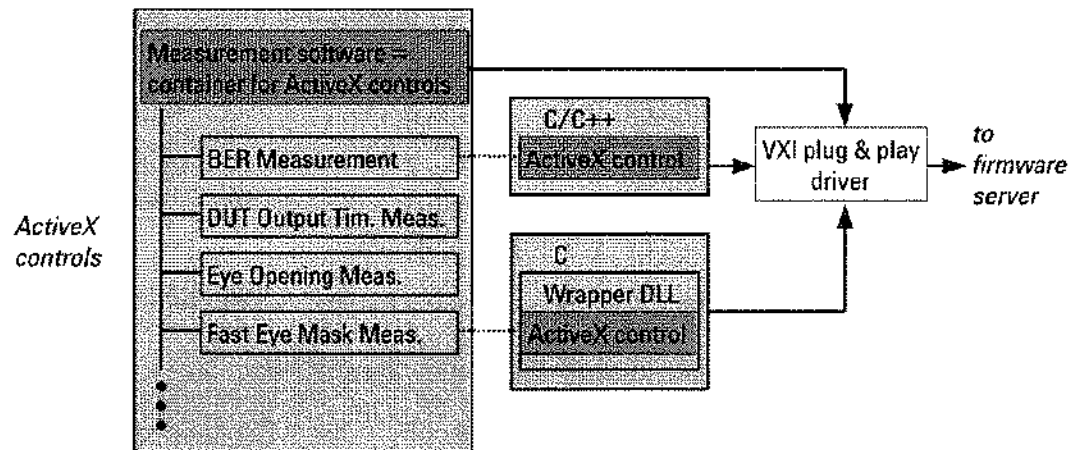 Measurement software –
container for ActiveX controls
C/C++
BER Measurement
ActiveX control
VXI plug & play
driver
to
firmware
server
DUT Output Tim. Meas.
ActiveX
controls
Eye Opening Meas.
C
Wrapper DLL
Fast Eye Mask Meas.
ActiveX control